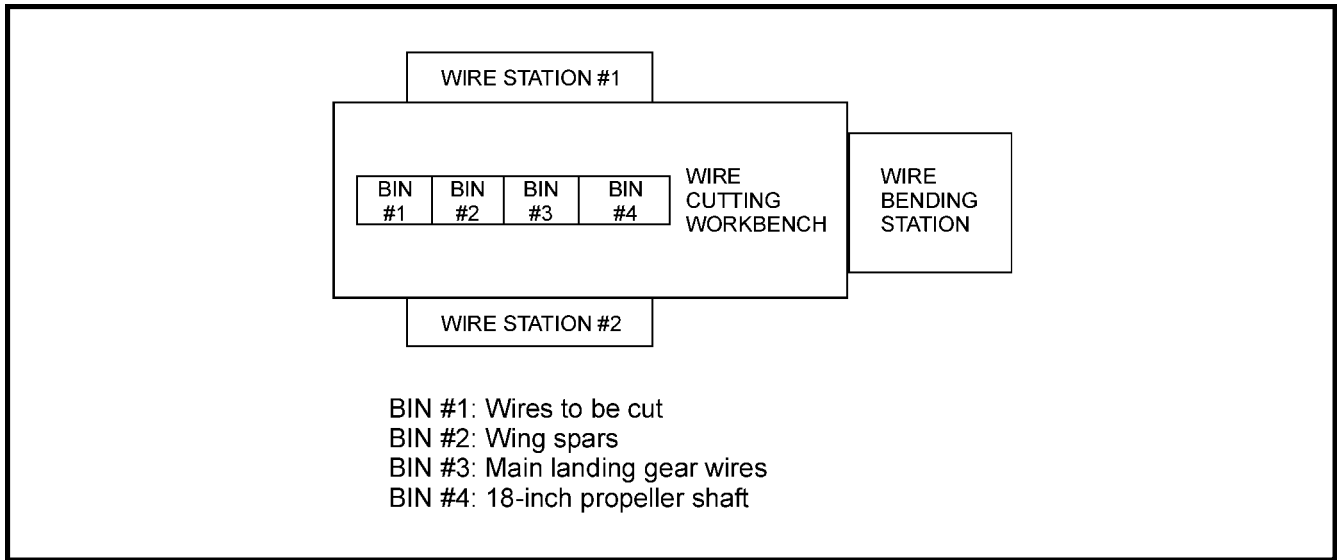 WIRE STATION #1
BIN
#1
BIN
#2
BIN
#3
BIN
#4
WIRE
CUTTING
WORKBENCH
WIRE
BENDING
STATION
WIRE STATION #2
BIN #1: Wires to be cut
BIN #2: Wing spars
BIN #3: Main landing gear wires
BIN #4: 18-inch propeller shaft